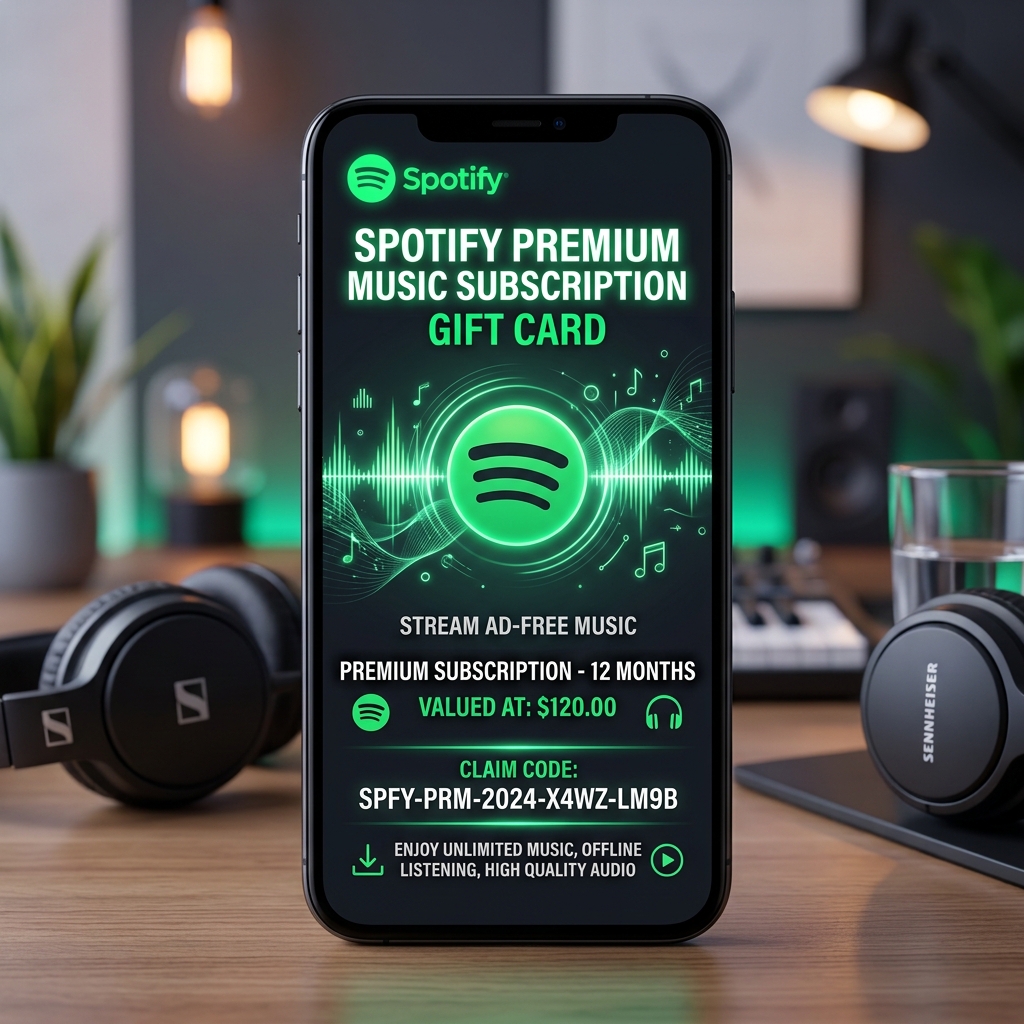 Spotify
SPOTIFY PREMIUM
MUSIC SUBSCRIPTION
GIFT CARD
STREAM AD-FREE MUSIC
PREMIUM SUBSCRIPTION - 12 MONTHS
VALUED AT: $120.00
CLAIM CODE:
SPFY-PRM-2024-X4WZ-LM9B
ENJOY UNLIMITED MUSIC, OFFLINE
LISTENING, HIGH QUALITY AUDIO
SENNHEISER